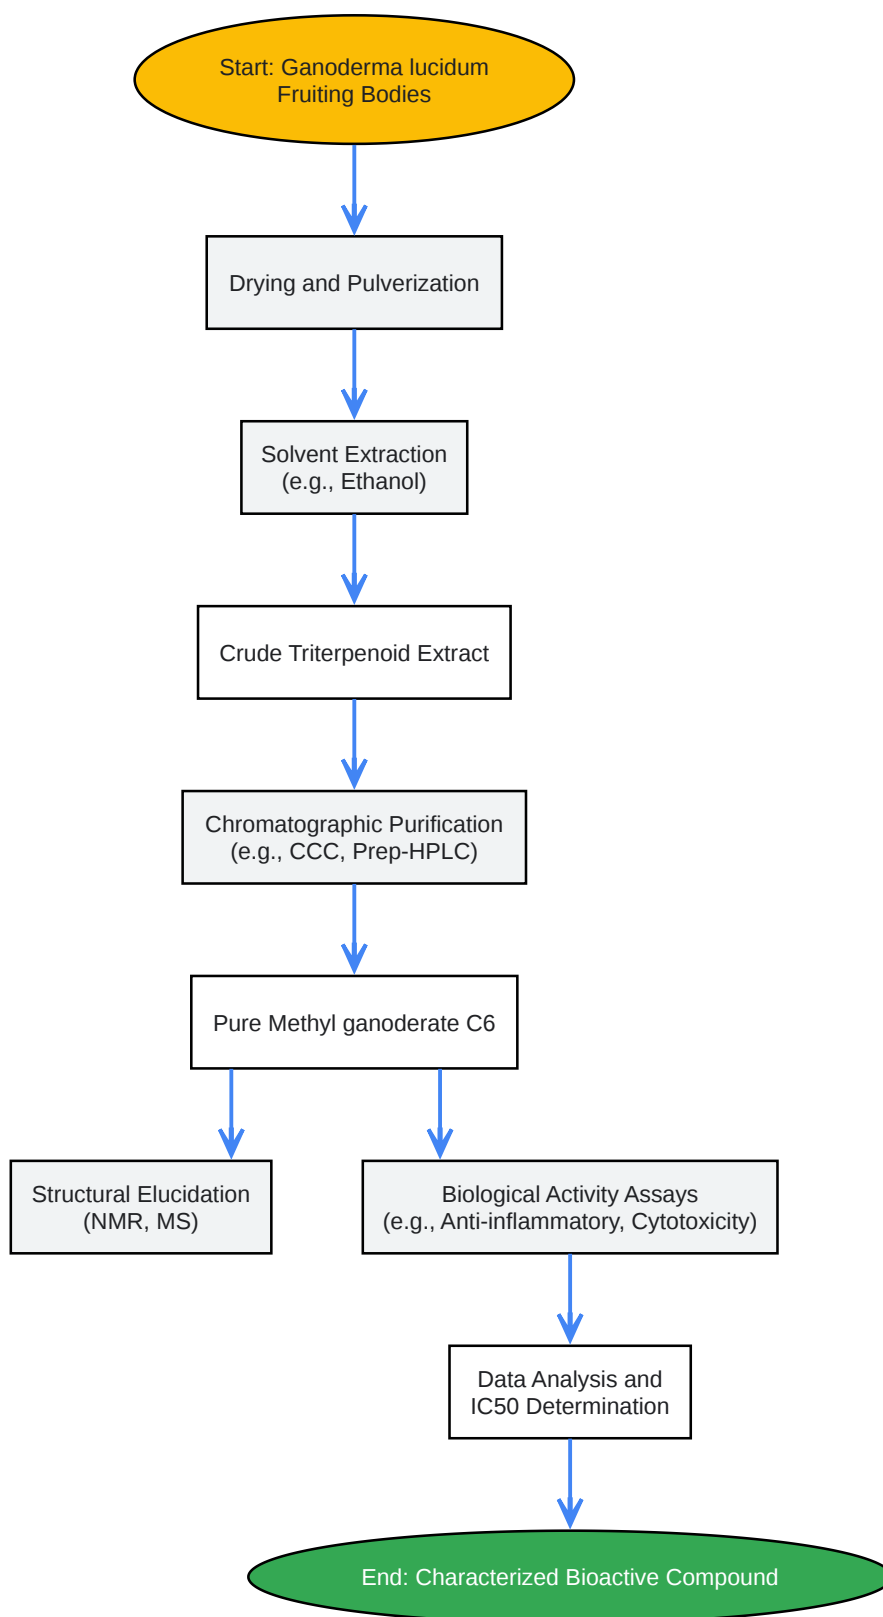 Start: Ganoderma lucidum
Fruiting Bodies
Drying and Pulverization
Solvent Extraction
(e.g., Ethanol)
Crude Triterpenoid Extract
Chromatographic Purification
(e.g., CCC, Prep-HPLC)
Pure Methyl ganoderate C6
Structural Elucidation
(NMR, MS)
Biological Activity Assays
(e.g., Anti-inflammatory, Cytotoxicity)
Data Analysis and
IC50 Determination
End: Characterized Bioactive Compound